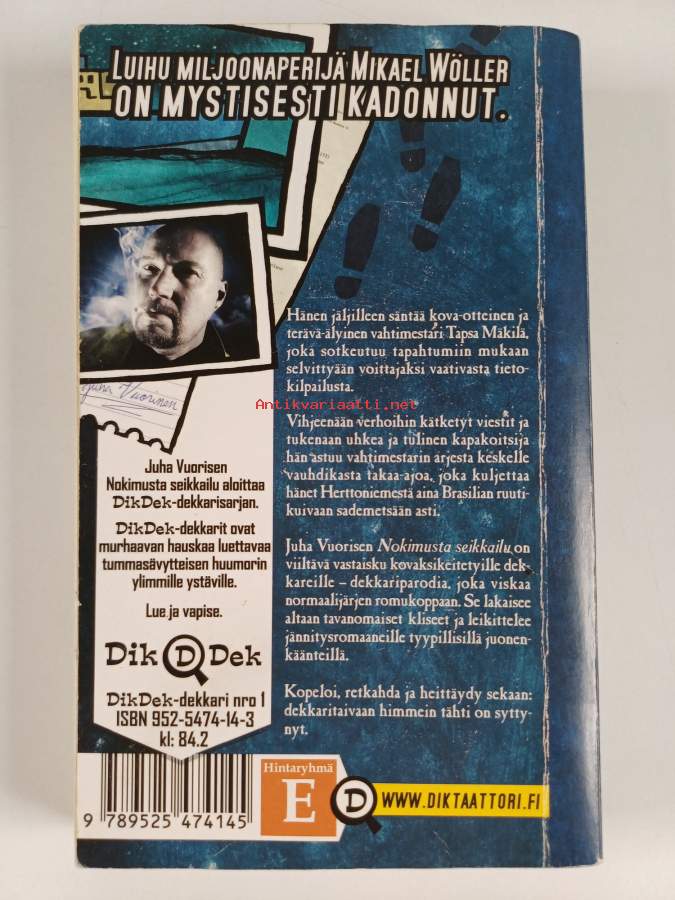 LUIHU MILJOONAPERIJÄ MIKAEL WÖLLER
ON MYSTISESTI KADONNUT.
Juha Vuorinen
Antikvariaatti.net
Juha Vuorisen
Nokimusta seikkailu aloittaa
DikDek-dekkarisarjan.
DikDek-dekkarit ovat
murhaavan hauskaa luettavaa
tummasävytteisen huumorin
ylimmille ystäville.
Lue ja vapise.
Dik D Dek
DikDek-dekkari nro 1
ISBN 952-5474-14-3
kl: 84.2
Hänen jäljilleen säntää kova-otteinen ja
terävä-älyinen vahtimestari Tapsa Mäkilä,
joka sotkeutuu tapahtumiin mukaan
selvittyään voittajaksi vaativasta tieto-
kilpailusta.
Vihjeenään verhoihin kätketyt viestit ja
tukenaan uhkea ja tulinen kapakoitsija
hän astuu vahtimestarin arjesta keskelle
vauhdikasta takaa-ajoa, joka kuljettaa
hänet Herttoniemestä aina Brasilian ruuti-
kuivaan sademetsään asti.
Juha Vuorisen Nokimusta seikkailu on
viiltävä vastaisku kovaksikeitetyille dek-
kareille – dekkariparodia, joka viskaa
normaalijärjen romukoppaan. Se lakaisee
altaan tavanomaiset kliseet ja leikittelee
jännitysromaaneille tyypillisillä juonen-
käänteillä.
Kopeloi, retkahda ja heittäydy sekaan:
dekkaritaivaan himmein tähti on sytty-
nyt.
9 789525 474145
Hintaryhmä
E
D WWW.DIKTAATTORI.FI